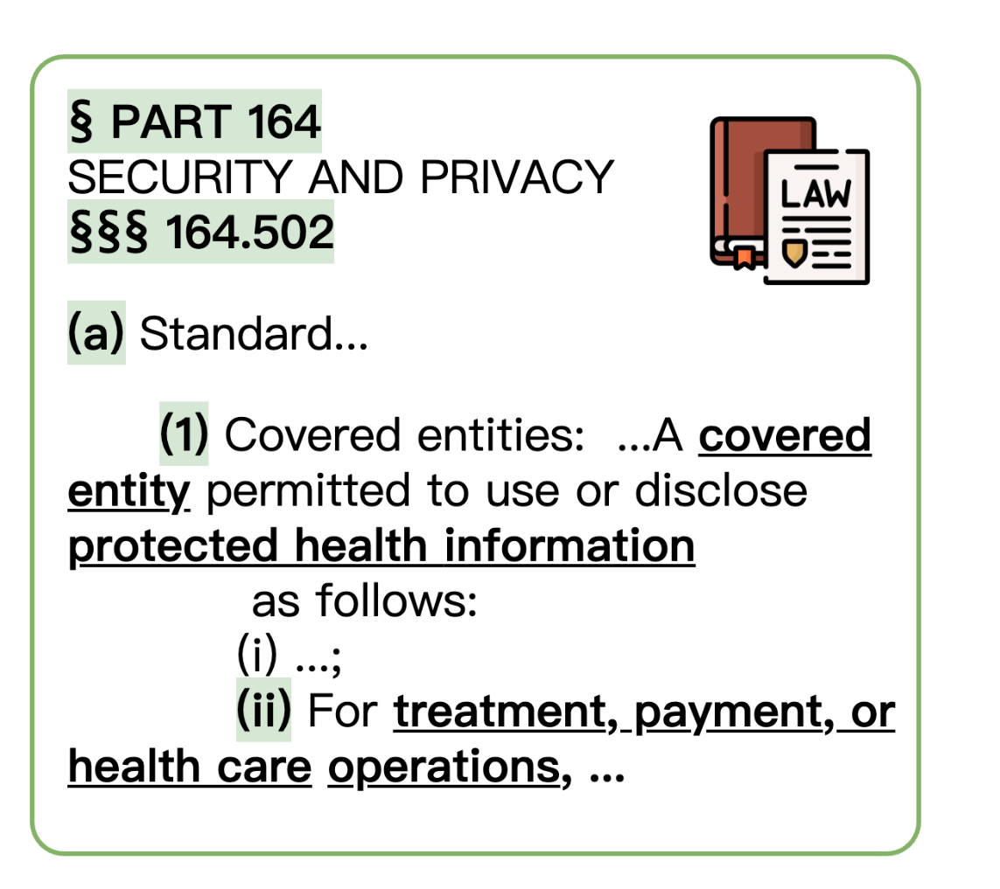 § PART 164
SECURITY AND PRIVACY
§§§ 164.502
LAW
(a) Standard...
(1) Covered entities: ...A covered
entity permitted to use or disclose
protected health information
as follows:
(i) ...;
(ii) For treatment, payment, or
health care operations, ...